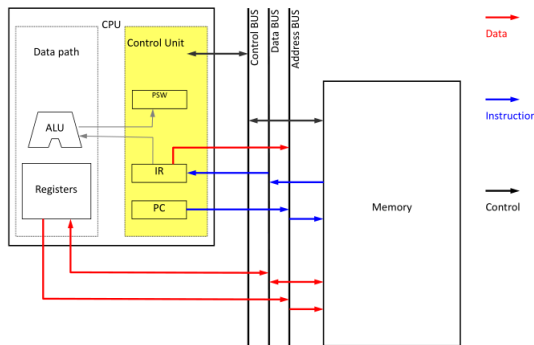 CPU
Data path
Control Unit
PSW
ALU
IR
Registers
PC
Control BUS
Data BUS
Address BUS
Memory
Data
Instruction
Control